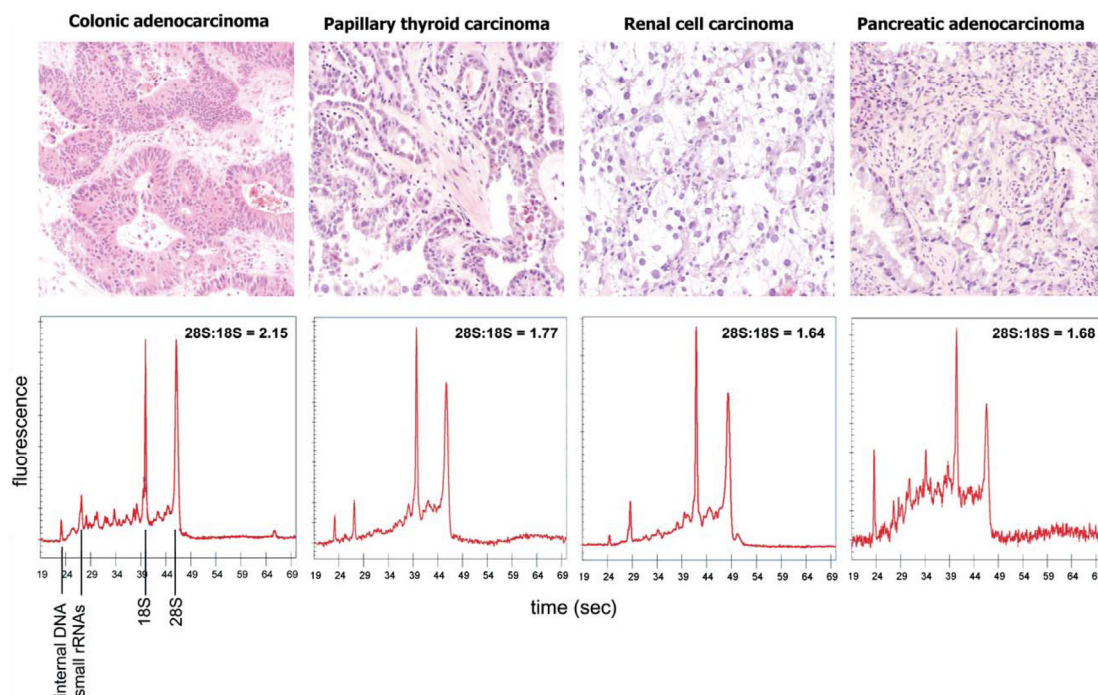 Colonic adenocarcinoma Papillary thyroid carcinoma Renal cell carcinoma Pancreatic adenocarcinoma
28S:18S = 2.15 28S:18S = 1.77 28S:18S = 1.64 28S:18S = 1.68
fluorescence
19 24 29 34 39 44 49 54 59 64 69 19 24 29 34 39 44 49 54 59 64 69 19 24 29 34 39 44 49 54 59 64 69 19 24 29 34 39 44 49 54 59 64 69
time (sec)
internal DNA
small rRNAs
18S
28S